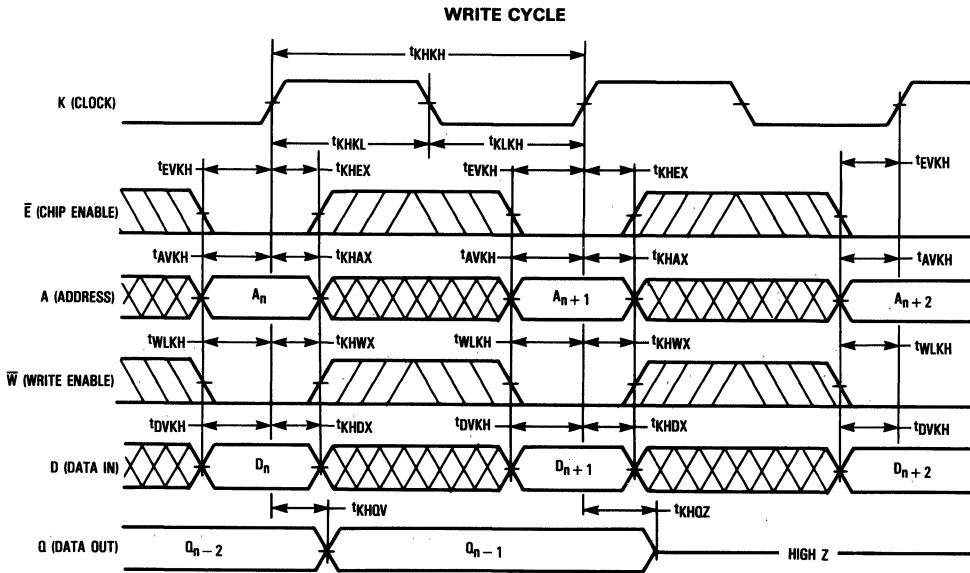 WRITE CYCLE
tKHKH
K (CLOCK)
tKHKL tKLKH
tEVKH tKHEX tEVKH tKHEX tEVKH
E̅ (CHIP ENABLE)
tAVKH tKHAX tAVKH tKHAX tAVKH
A (ADDRESS) An An + 1 An + 2
tWLKH tKHWX tWLKH tKHWX tWLKH
W̅ (WRITE ENABLE)
tDVKH tKHDX tDVKH tKHDX tDVKH
D (DATA IN) Dn Dn + 1 Dn + 2
tKHQV tKHQZ
Q (DATA OUT) Qn − 2 Qn − 1 HIGH Z